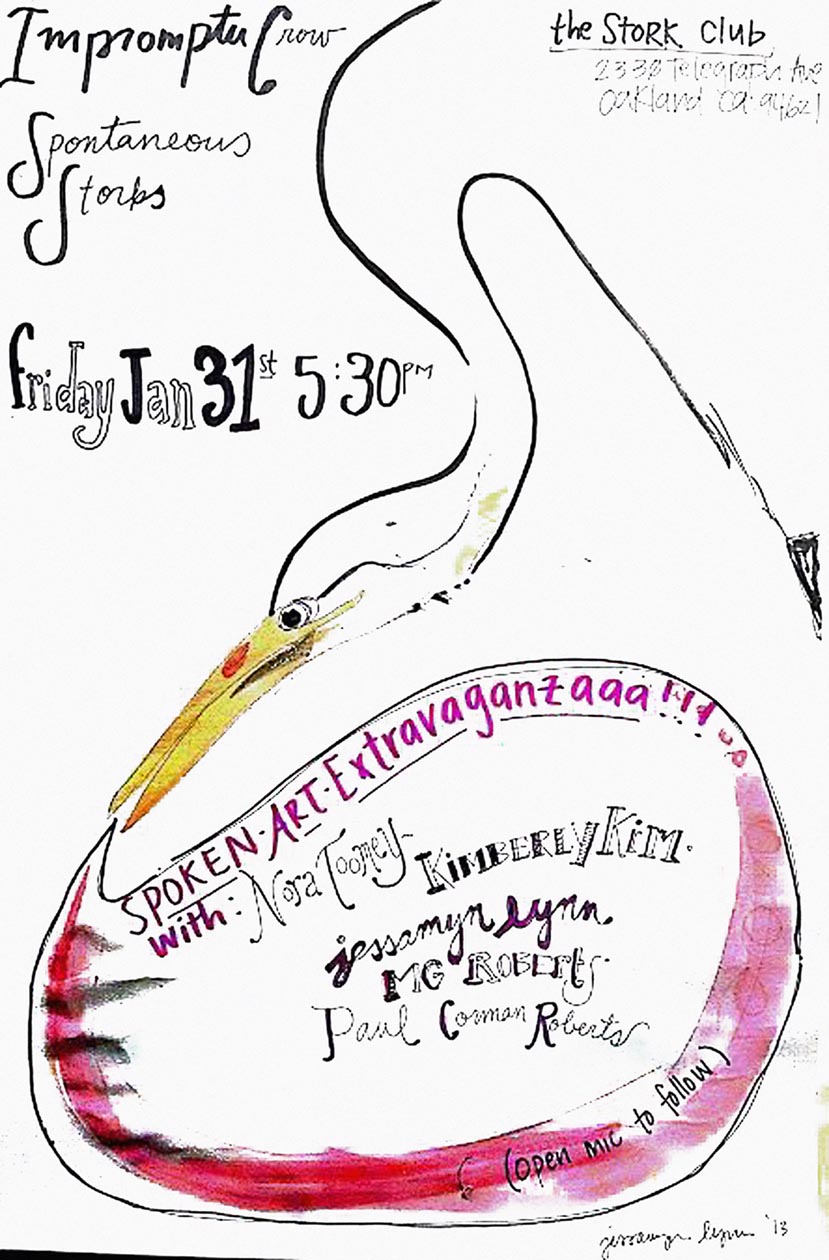 Impromptu Crow
Spontaneous
Storks
the Stork Club
2330 Telegraph Ave
Oakland Ca. 94621
Friday Jan 31st 5:30PM
SPOKEN·ART·Extravaganzaaa
with: Nora Toomey
KIMBERLY KIM.
jessamyn lynn.
MG ROBERTS
Paul Corman Roberts
(open mic to follow)
jessamyn lynn '13